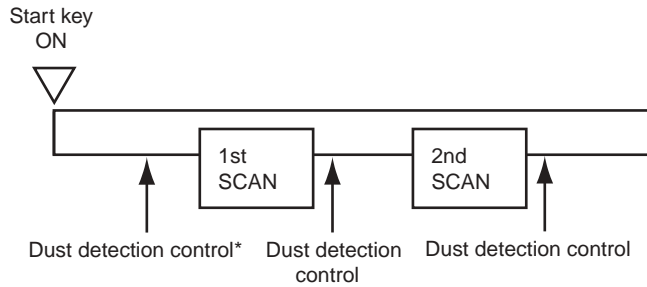 Start key
ON
1st
SCAN
2nd
SCAN
Dust detection control*
Dust detection
control
Dust detection control